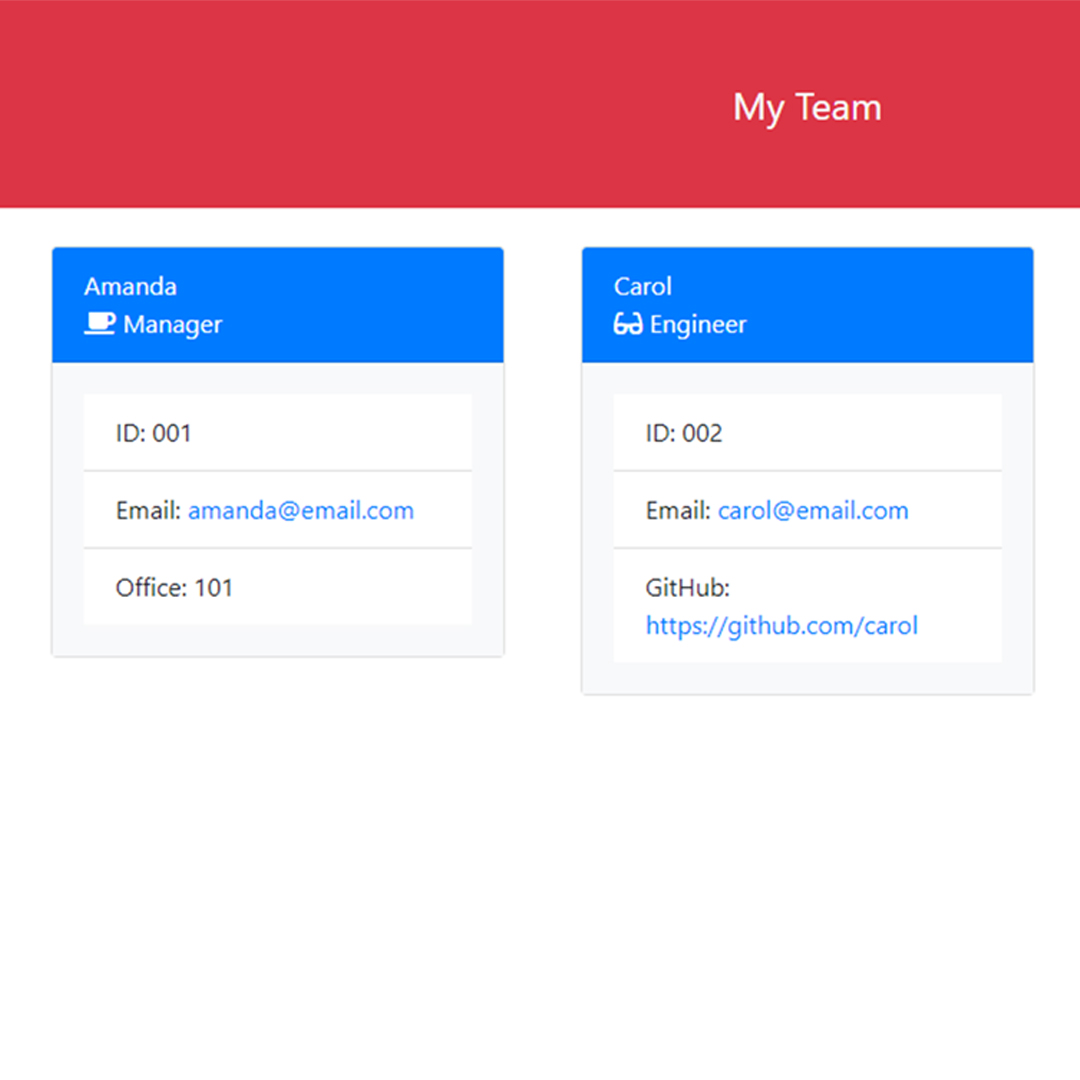 My Team
Amanda
Manager
ID: 001
Email: amanda@email.com
Office: 101
Carol
Engineer
ID: 002
Email: carol@email.com
GitHub:
https://github.com/carol